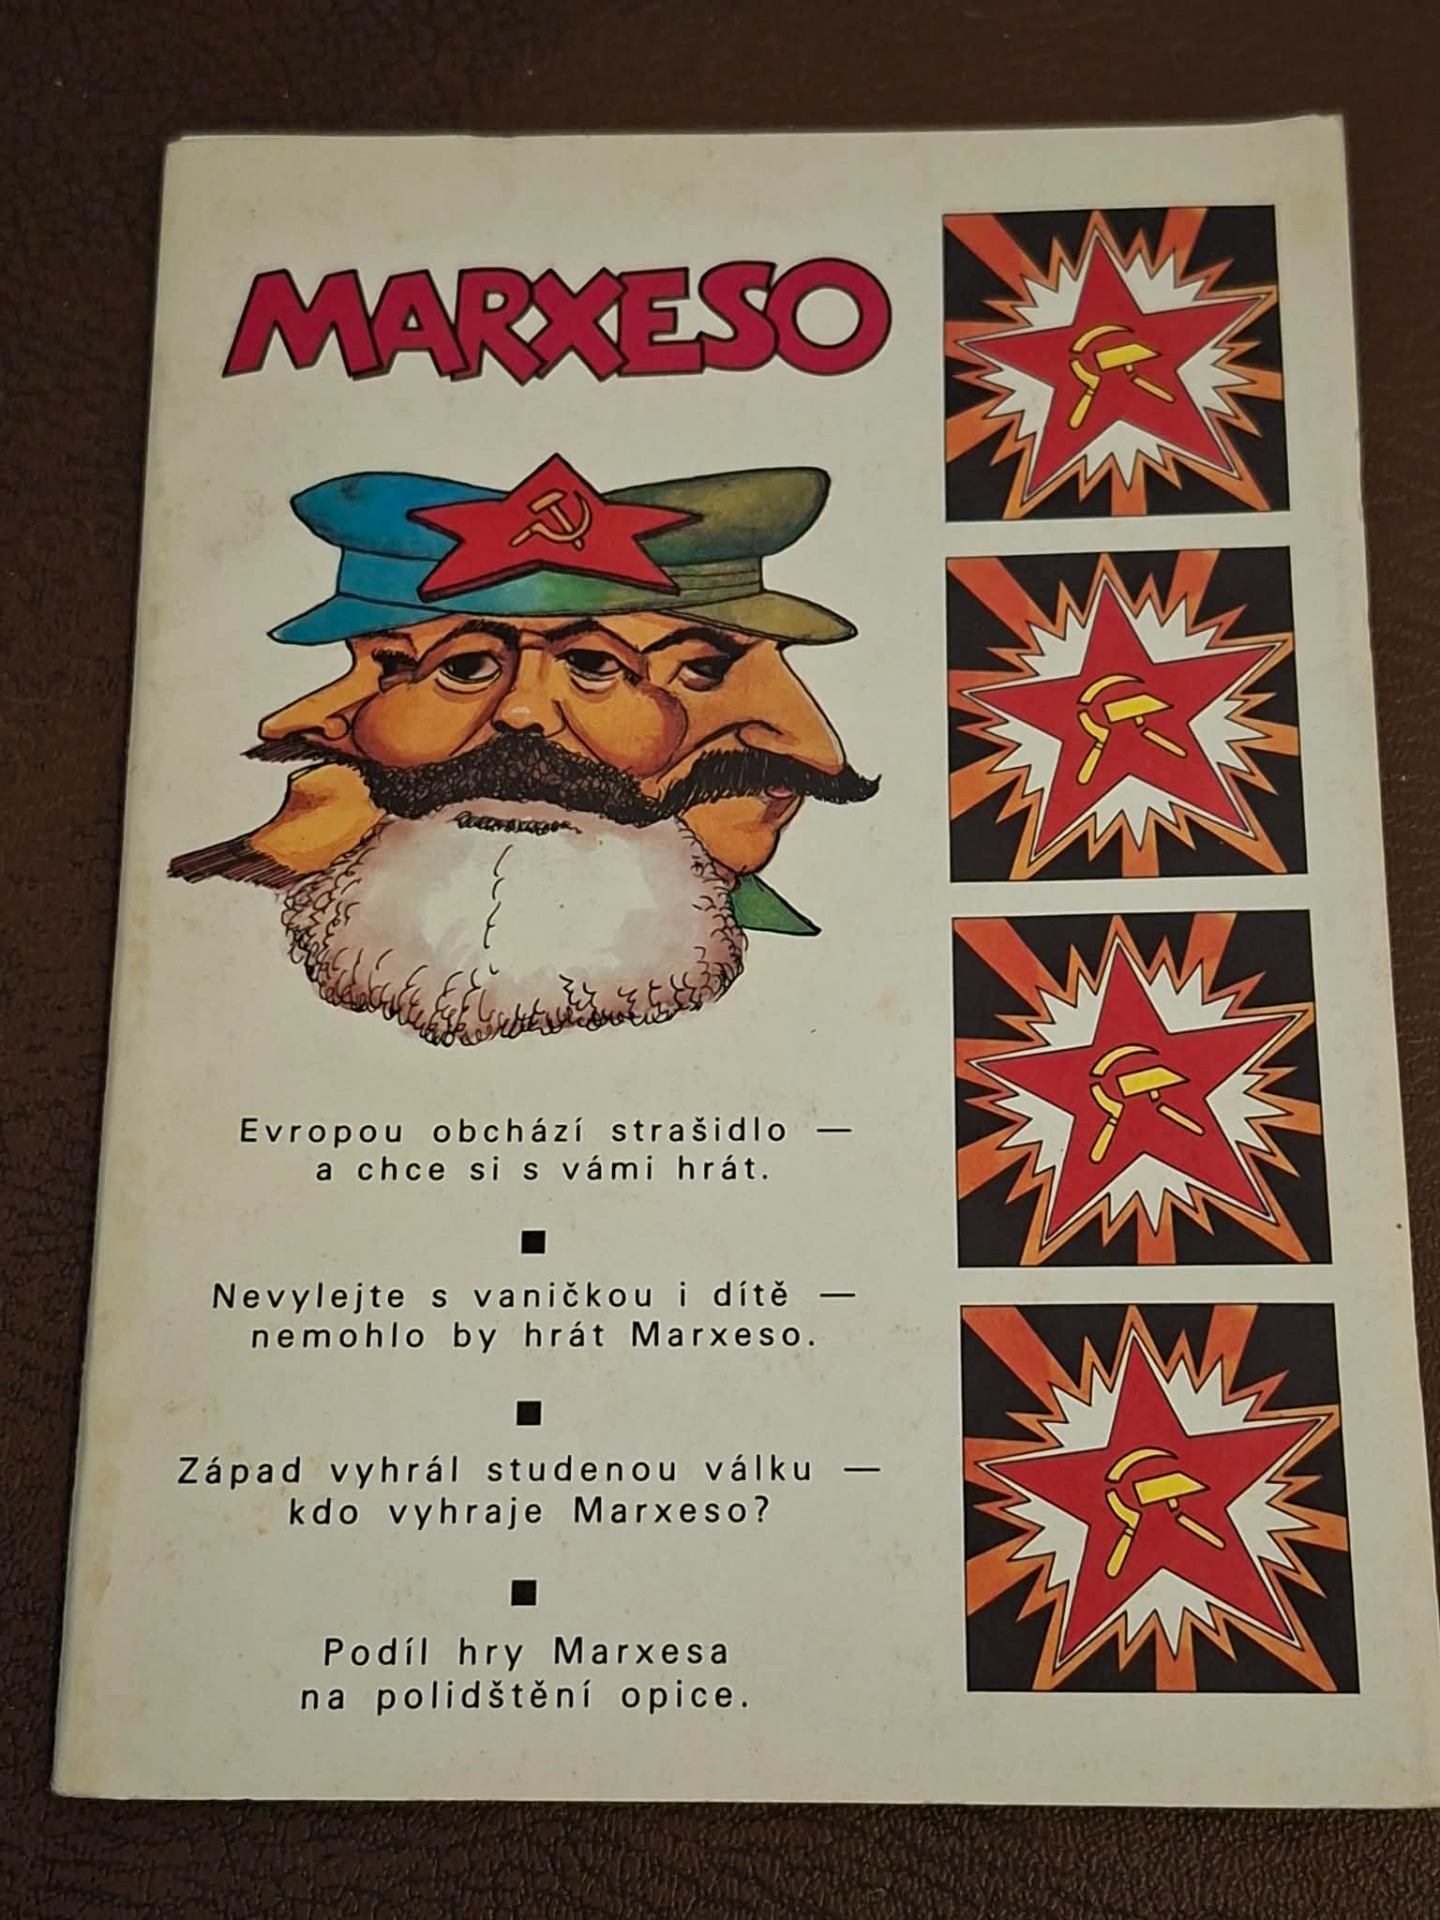 MARXESO
Evropou obchází strašidlo —
a chce si s vámi hrát.
Nevylejte s vaničkou i dítě —
nemohlo by hrát Marxeso.
Západ vyhrál studenou válku —
kdo vyhraje Marxeso?
Podíl hry Marxesa
na polidštění opice.